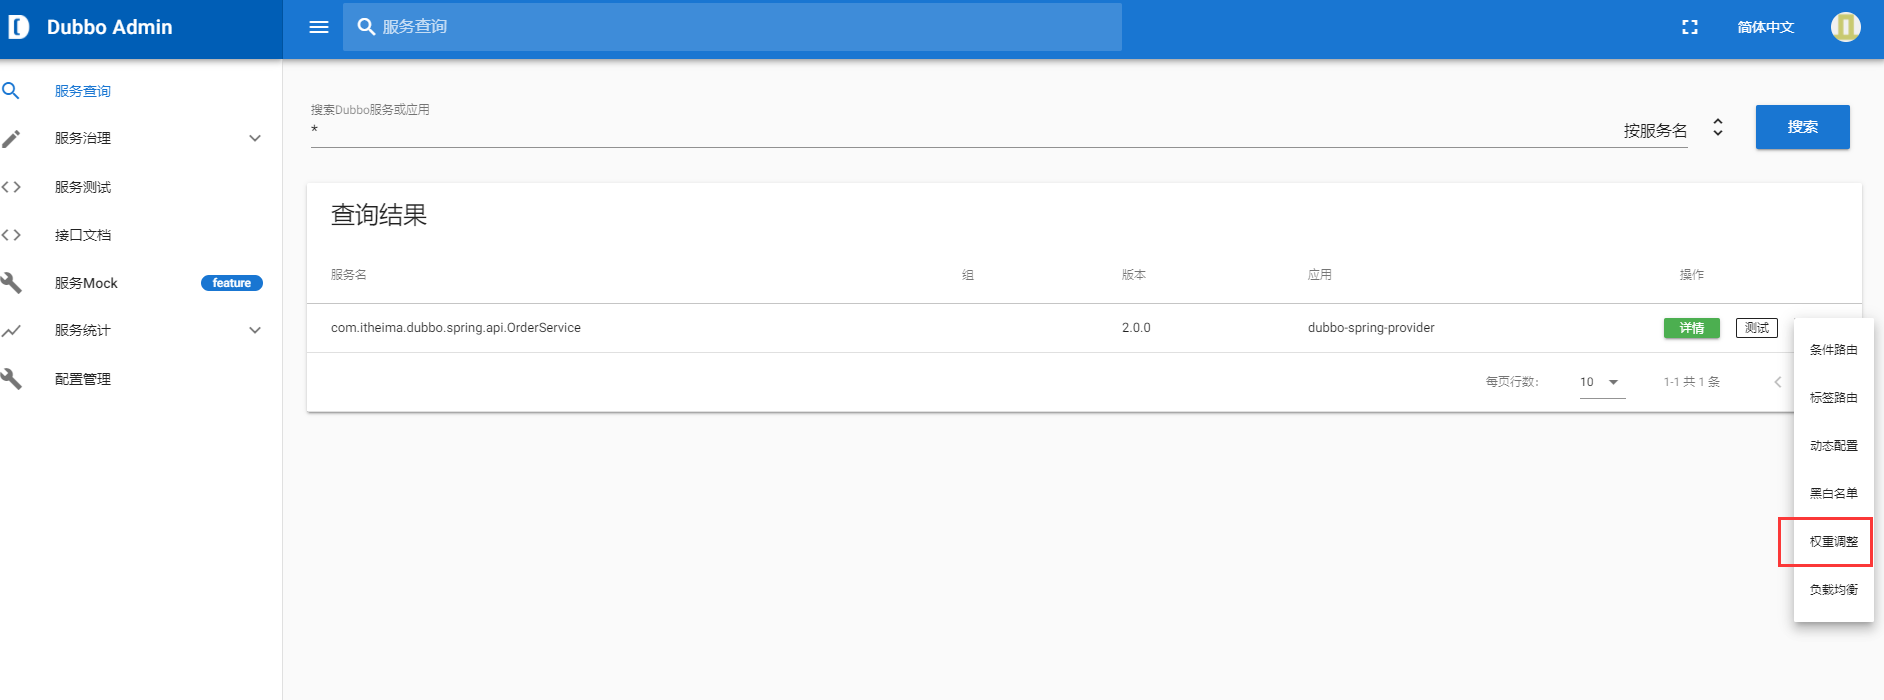 Dubbo Admin
服务查询
简体中文
服务查询
服务治理
服务测试
接口文档
服务Mock
feature
服务统计
配置管理
搜索Dubbo服务或应用
*
按服务名
搜索
查询结果
服务名 组 版本 应用 操作
com.itheima.dubbo.spring.api.OrderService 2.0.0 dubbo-spring-provider 详情 测试
每页行数: 10 1-1 共 1 条
条件路由
标签路由
动态配置
黑白名单
权重调整
负载均衡